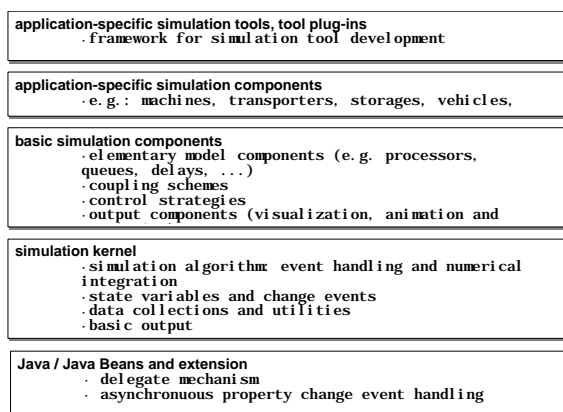 application-specific simulation tools, tool plug-ins
· framework for simulation tool development
application-specific simulation components
· e.g.: machines, transporters, storages, vehicles,
basic simulation components
· elementary model components (e.g. processors,
queues, delays, ...)
· coupling schemes
· control strategies
· output components (visualization, animation and
simulation kernel
· simulation algorithm: event handling and numerical
integration
· state variables and change events
· data collections and utilities
· basic output
Java / Java Beans and extension
· delegate mechanism
· asynchronuous property change event handling